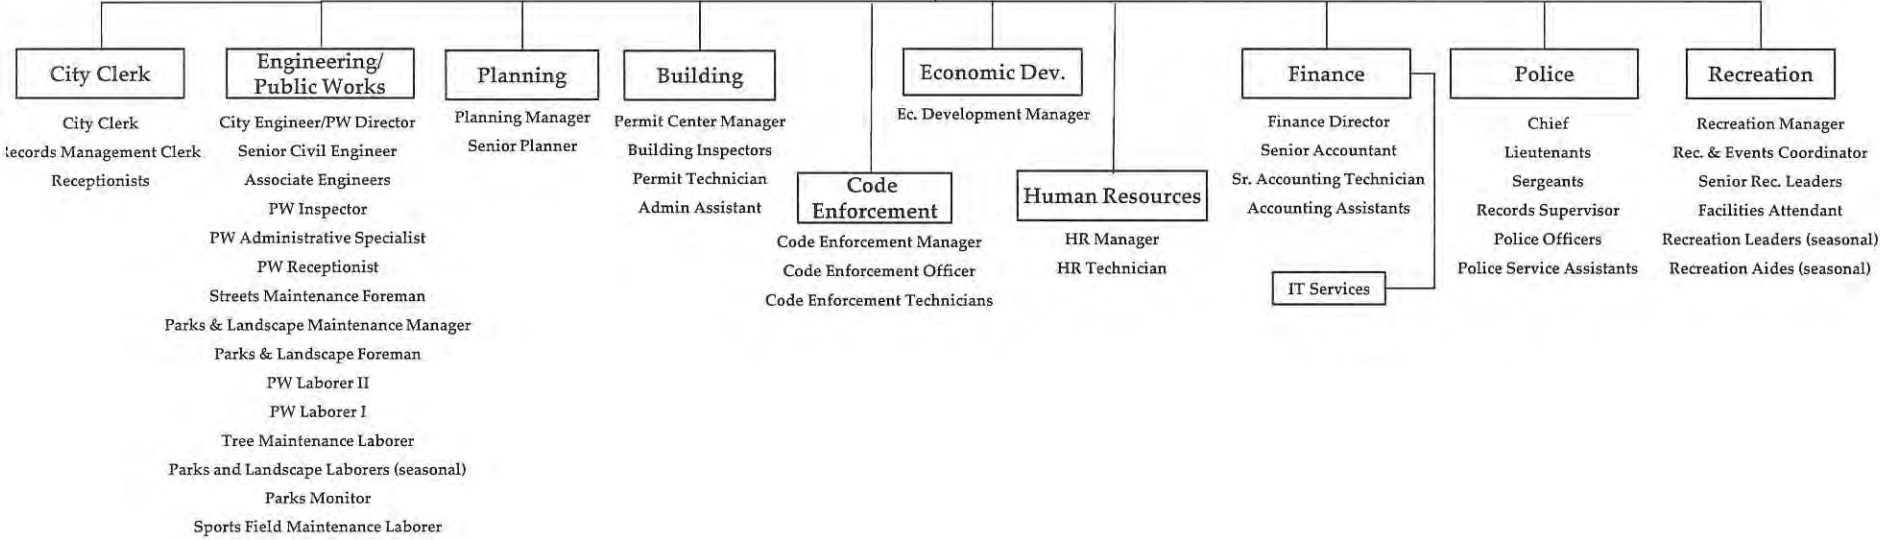 City Clerk
City Clerk
Management Clerk
Receptionists
Engineering/
Public Works
City Engineer/PW Director
Senior Civil Engineer
Associate Engineers
PW Inspector
PW Administrative Specialist
PW Receptionist
Streets Maintenance Foreman
Parks & Landscape Maintenance Manager
Parks & Landscape Foreman
PW Laborer II
PW Laborer I
Tree Maintenance Laborer
Parks and Landscape Laborers (seasonal)
Parks Monitor
Sports Field Maintenance Laborer
Planning
Planning Manager
Senior Planner
Building
Permit Center Manager
Building Inspectors
Permit Technician
Admin Assistant
Code
Enforcement
Code Enforcement Manager
Code Enforcement Officer
Code Enforcement Technicians
Economic Dev.
Ec. Development Manager
Human Resources
HR Manager
HR Technician
Finance
Finance Director
Senior Accountant
Sr. Accounting Technician
Accounting Assistants
IT Services
Police
Chief
Lieutenants
Sergeants
Records Supervisor
Police Officers
Police Service Assistants
Recreation
Recreation Manager
Rec. & Events Coordinator
Senior Rec. Leaders
Facilities Attendant
Recreation Leaders (seasonal)
Recreation Aides (seasonal)